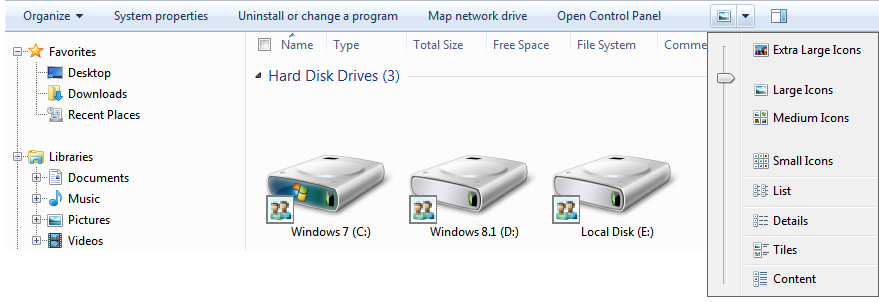 Organize System properties Uninstall or change a program Map network drive Open Control Panel
Name Type Total Size Free Space File System Comme
Favorites
Desktop
Downloads
Recent Places
Libraries
Documents
Music
Pictures
Videos
Hard Disk Drives (3)
Windows 7 (C:) Windows 8.1 (D:) Local Disk (E:)
Extra Large Icons
Large Icons
Medium Icons
Small Icons
List
Details
Tiles
Content